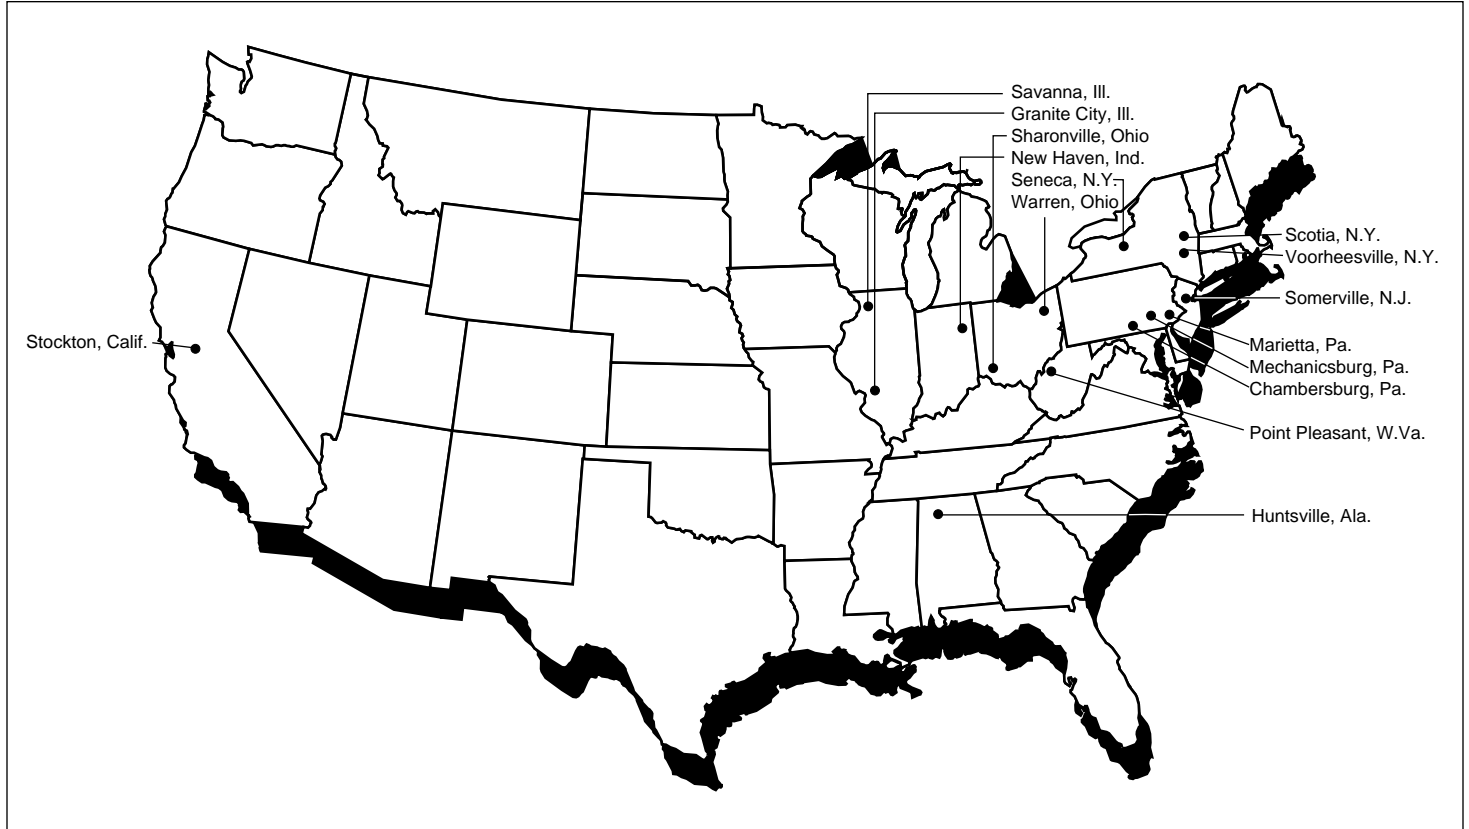 Savanna, Ill.
Granite City, Ill.
Sharonville, Ohio
New Haven, Ind.
Seneca, N.Y.
Warren, Ohio
Scotia, N.Y.
Voorheesville, N.Y.
Somerville, N.J.
Stockton, Calif.
Marietta, Pa.
Mechanicsburg, Pa.
Chambersburg, Pa.
Point Pleasant, W.Va.
Huntsville, Ala.